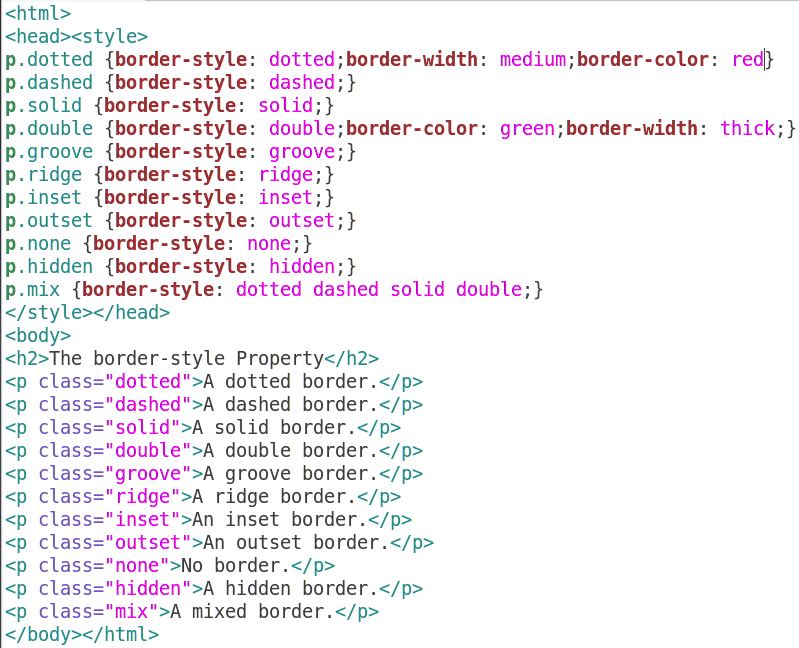 <html>
<head><style>
p.dotted {border-style: dotted;border-width: medium;border-color: red}
p.dashed {border-style: dashed;}
p.solid {border-style: solid;}
p.double {border-style: double;border-color: green;border-width: thick;}
p.groove {border-style: groove;}
p.ridge {border-style: ridge;}
p.inset {border-style: inset;}
p.outset {border-style: outset;}
p.none {border-style: none;}
p.hidden {border-style: hidden;}
p.mix {border-style: dotted dashed solid double;}
</style></head>
<body>
<h2>The border-style Property</h2>
<p class="dotted">A dotted border.</p>
<p class="dashed">A dashed border.</p>
<p class="solid">A solid border.</p>
<p class="double">A double border.</p>
<p class="groove">A groove border.</p>
<p class="ridge">A ridge border.</p>
<p class="inset">An inset border.</p>
<p class="outset">An outset border.</p>
<p class="none">No border.</p>
<p class="hidden">A hidden border.</p>
<p class="mix">A mixed border.</p>
</body></html>